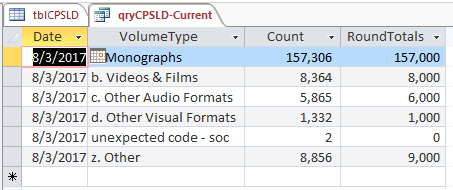 tblCPSLD qryCPSLD-Current
Date VolumeType Count RoundTotals
8/3/2017 Monographs 157,306 157,000
8/3/2017 b. Videos & Films 8,364 8,000
8/3/2017 c. Other Audio Formats 5,865 6,000
8/3/2017 d. Other Visual Formats 1,332 1,000
8/3/2017 unexpected code - soc 2 0
8/3/2017 z. Other 8,856 9,000